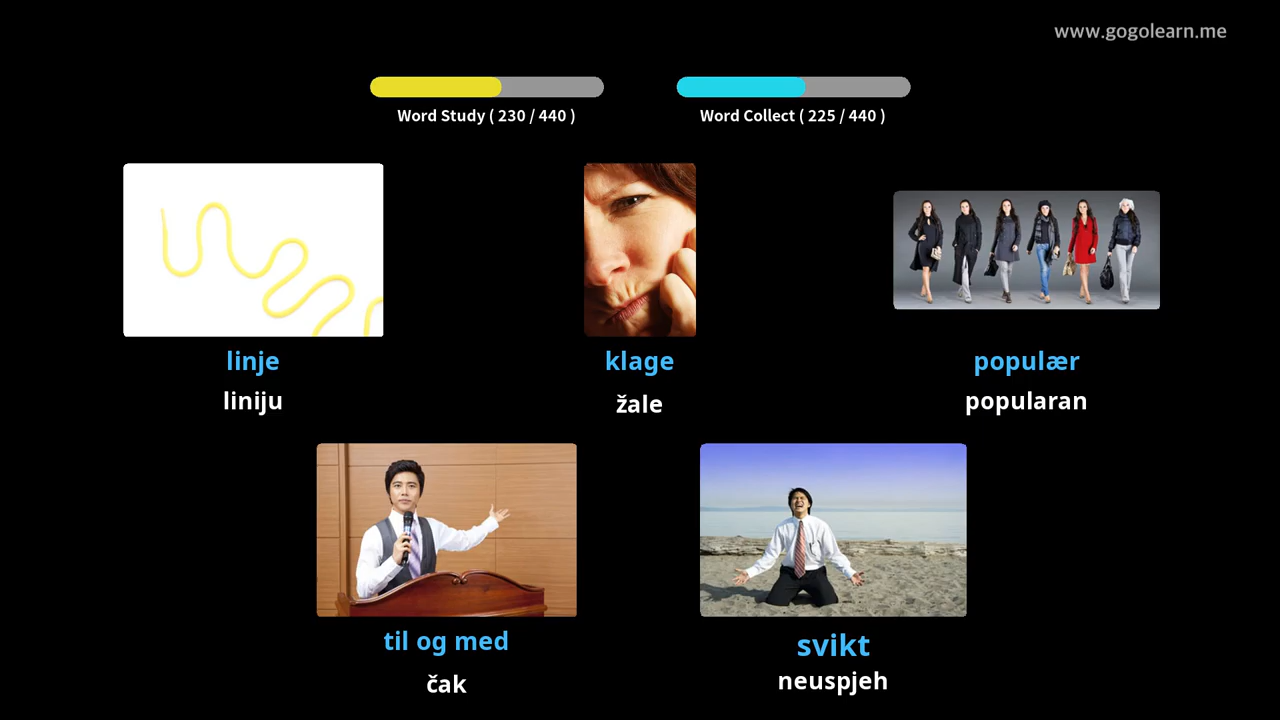 www.gogolearn.me
Word Study ( 230 / 440 )
Word Collect ( 225 / 440 )
linje
liniju
klage
žale
populær
popularan
til og med
čak
svikt
neuspjeh